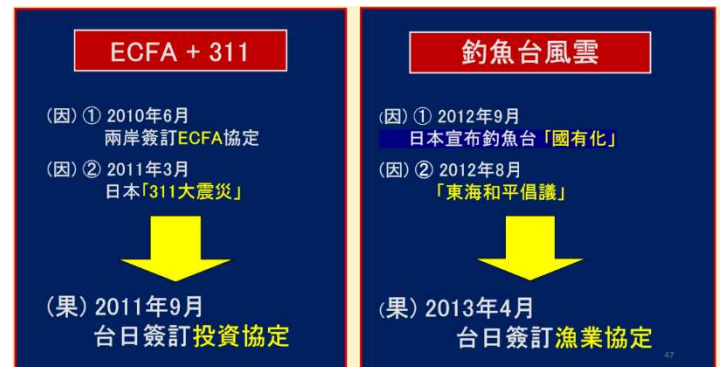 ECFA + 311
(因) ① 2010年6月
兩岸簽訂ECFA協定
(因) ② 2011年3月
日本「311大震災」
(果) 2011年9月
台日簽訂投資協定
釣魚台風雲
(因) ① 2012年9月
日本宣布釣魚台「國有化」
(因) ② 2012年8月
「東海和平倡議」
(果) 2013年4月
台日簽訂漁業協定
47